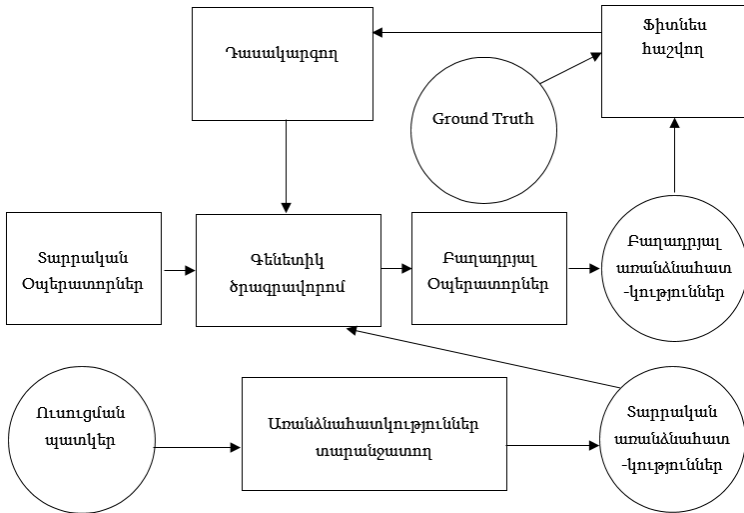 Դասակարգող
Ֆիտնես
հաշվող
Ground Truth
Տարրական
Օպերատորներ
Գենետիկ
ծրագրավորոմ
Բաղադրյալ
Օպերատորներ
Բաղադրյալ
առանձնահատ
-կություններ
Ուսուցման
պատկեր
Առանձնահատկություններ
տարանջատող
Տարրական
առանձնահատ
-կություններ